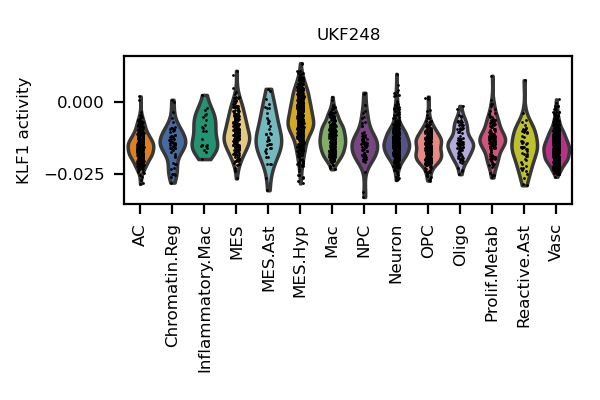 UKF248
KLF1 activity
0.000
−0.025
AC
Chromatin.Reg
Inflammatory.Mac
MES
MES.Ast
MES.Hyp
Mac
NPC
Neuron
OPC
Oligo
Prolif.Metab
Reactive.Ast
Vasc